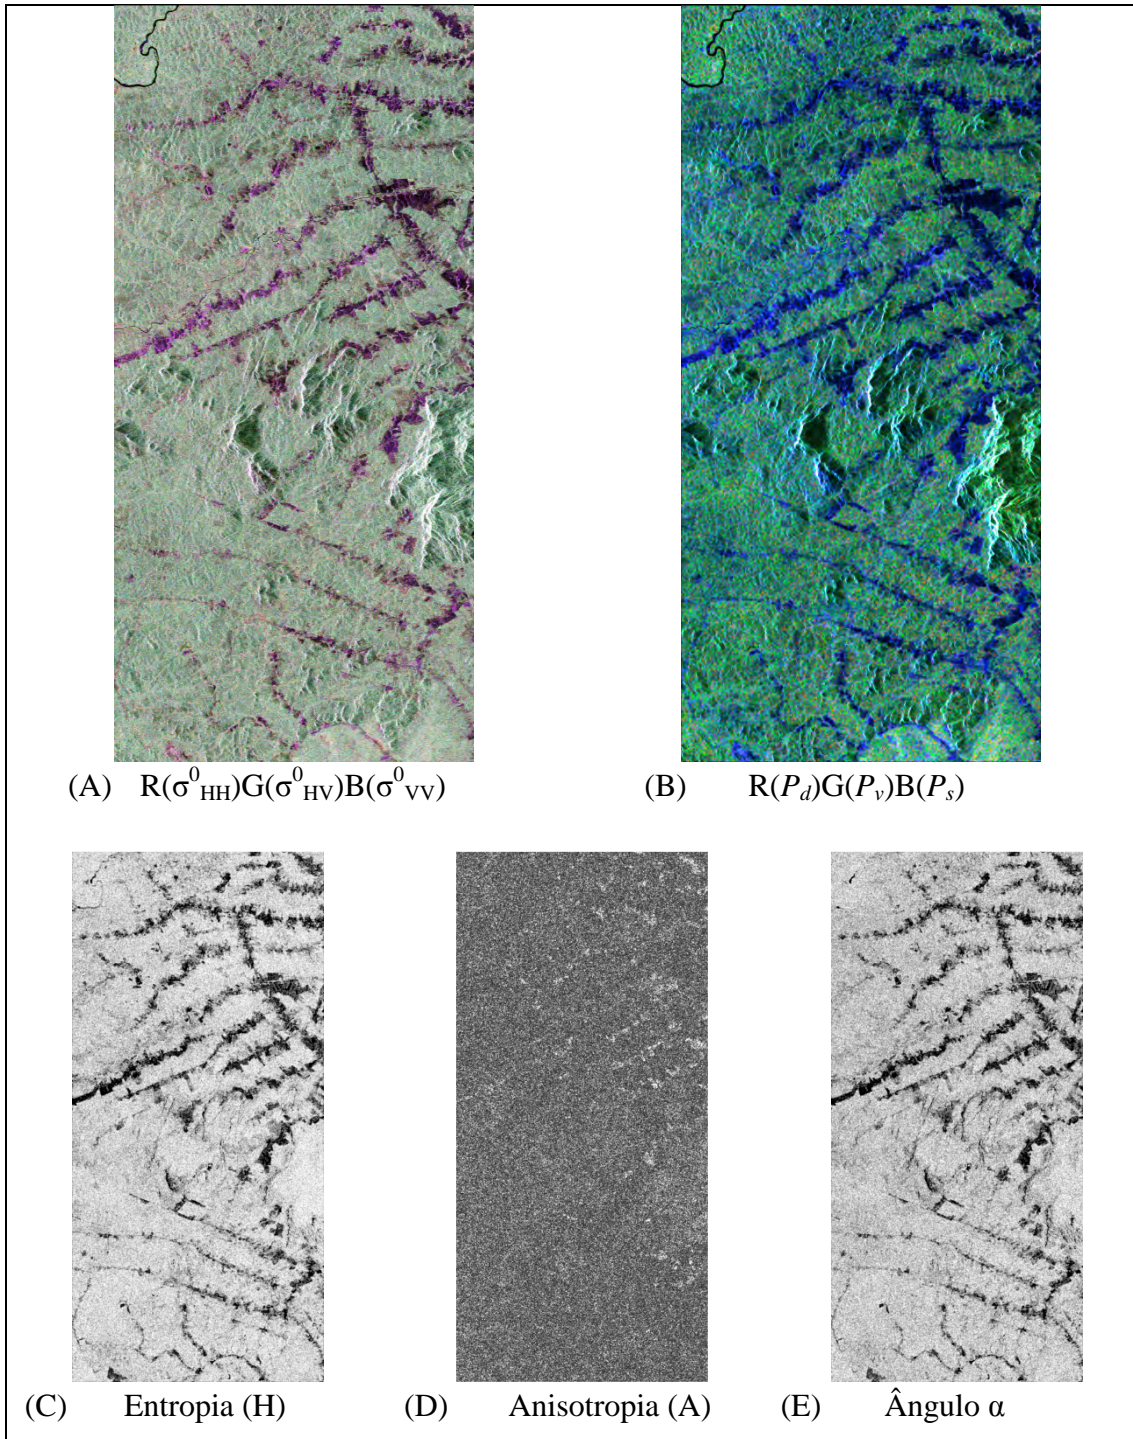 (A) R(σ⁰HH)G(σ⁰HV)B(σ⁰VV)
(B) R(Pd)G(Pv)B(Ps)
(C) Entropia (H)
(D) Anisotropia (A)
(E) Ângulo α